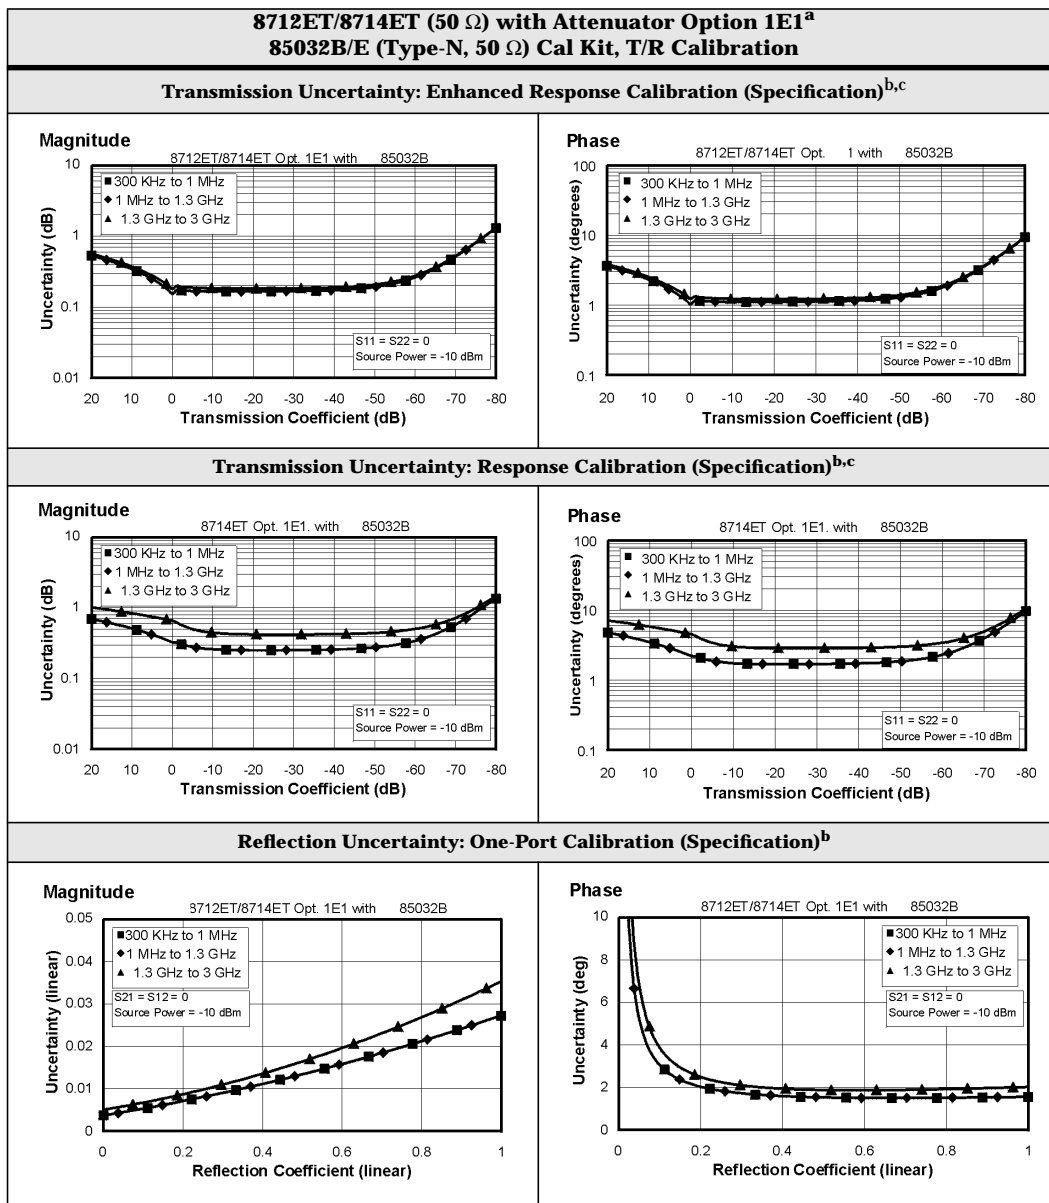 8712ET/8714ET (50 Ω) with Attenuator Option 1E1a
85032B/E (Type-N, 50 Ω) Cal Kit, T/R Calibration
Transmission Uncertainty: Enhanced Response Calibration (Specification)b,c
Magnitude
8712ET/8714ET Opt. 1E1 with 85032B
10
1
0.1
0.01
Uncertainty (dB)
300 KHz to 1 MHz
1 MHz to 1.3 GHz
1.3 GHz to 3 GHz
S11 = S22 = 0
Source Power = -10 dBm
20 10 0 -10 -20 -30 -40 -50 -60 -70 -80
Transmission Coefficient (dB)
Phase
8712ET/8714ET Opt. 1 with 85032B
100
10
1
0.1
Uncertainty (degrees)
300 KHz to 1 MHz
1 MHz to 1.3 GHz
1.3 GHz to 3 GHz
S11 = S22 = 0
Source Power = -10 dBm
20 10 0 -10 -20 -30 -40 -50 -60 -70 -80
Transmission Coefficient (dB)
Transmission Uncertainty: Response Calibration (Specification)b,c
Magnitude
8714ET Opt. 1E1. with 85032B
10
1
0.1
0.01
Uncertainty (dB)
300 KHz to 1 MHz
1 MHz to 1.3 GHz
1.3 GHz to 3 GHz
S11 = S22 = 0
Source Power = -10 dBm
20 10 0 -10 -20 -30 -40 -50 -60 -70 -80
Transmission Coefficient (dB)
Phase
8714ET Opt. 1E1. with 85032B
100
10
1
0.1
Uncertainty (degrees)
300 KHz to 1 MHz
1 MHz to 1.3 GHz
1.3 GHz to 3 GHz
S11 = S22 = 0
Source Power = -10 dBm
20 10 0 -10 -20 -30 -40 -50 -60 -70 -80
Transmission Coefficient (dB)
Reflection Uncertainty: One-Port Calibration (Specification)b
Magnitude
8712ET/8714ET Opt. 1E1 with 85032B
0.05
0.04
0.03
0.02
0.01
0
Uncertainty (linear)
300 KHz to 1 MHz
1 MHz to 1.3 GHz
1.3 GHz to 3 GHz
S21 = S12 = 0
Source Power = -10 dBm
0 0.2 0.4 0.6 0.8 1
Reflection Coefficient (linear)
Phase
8712ET/8714ET Opt. 1E1 with 85032B
10
8
6
4
2
0
Uncertainty (deg)
300 KHz to 1 MHz
1 MHz to 1.3 GHz
1.3 GHz to 3 GHz
S21 = S12 = 0
Source Power = -10 dBm
0 0.2 0.4 0.6 0.8 1
Reflection Coefficient (linear)